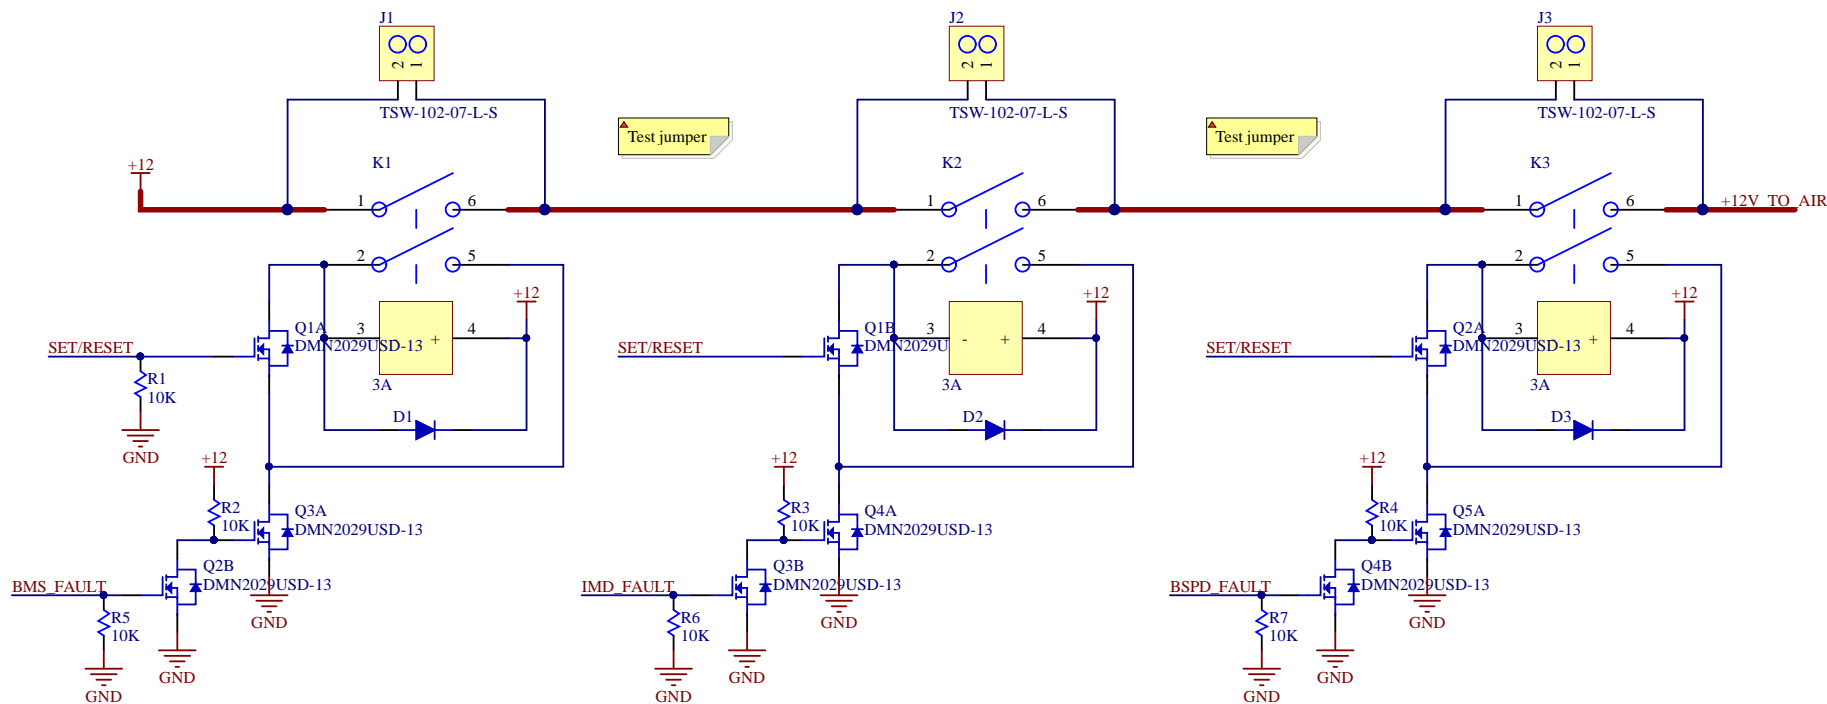 J1
2 1
TSW-102-07-L-S
Test jumper
K1
+12
1 6
2 5
+12
3 + 4
3A
Q1A
DMN2029USD-13
SET/RESET
R1
10K
GND
D1
+12
R2
10K
Q3A
DMN2029USD-13
Q2B
DMN2029USD-13
BMS_FAULT
R5
10K
GND
GND
GND
J2
2 1
TSW-102-07-L-S
Test jumper
K2
1 6
2 5
+12
3 - + 4
3A
Q1B
DMN2029U
SET/RESET
D2
+12
R3
10K
Q4A
DMN2029USD-13
Q3B
DMN2029USD-13
IMD_FAULT
R6
10K
GND
GND
GND
J3
2 1
TSW-102-07-L-S
K3
1 6
+12V_TO_AIR
2 5
+12
3 + 4
3A
Q2A
DMN2029USD-13
SET/RESET
D3
+12
R4
10K
Q5A
DMN2029USD-13
Q4B
DMN2029USD-13
BSPD_FAULT
R7
10K
GND
GND
GND